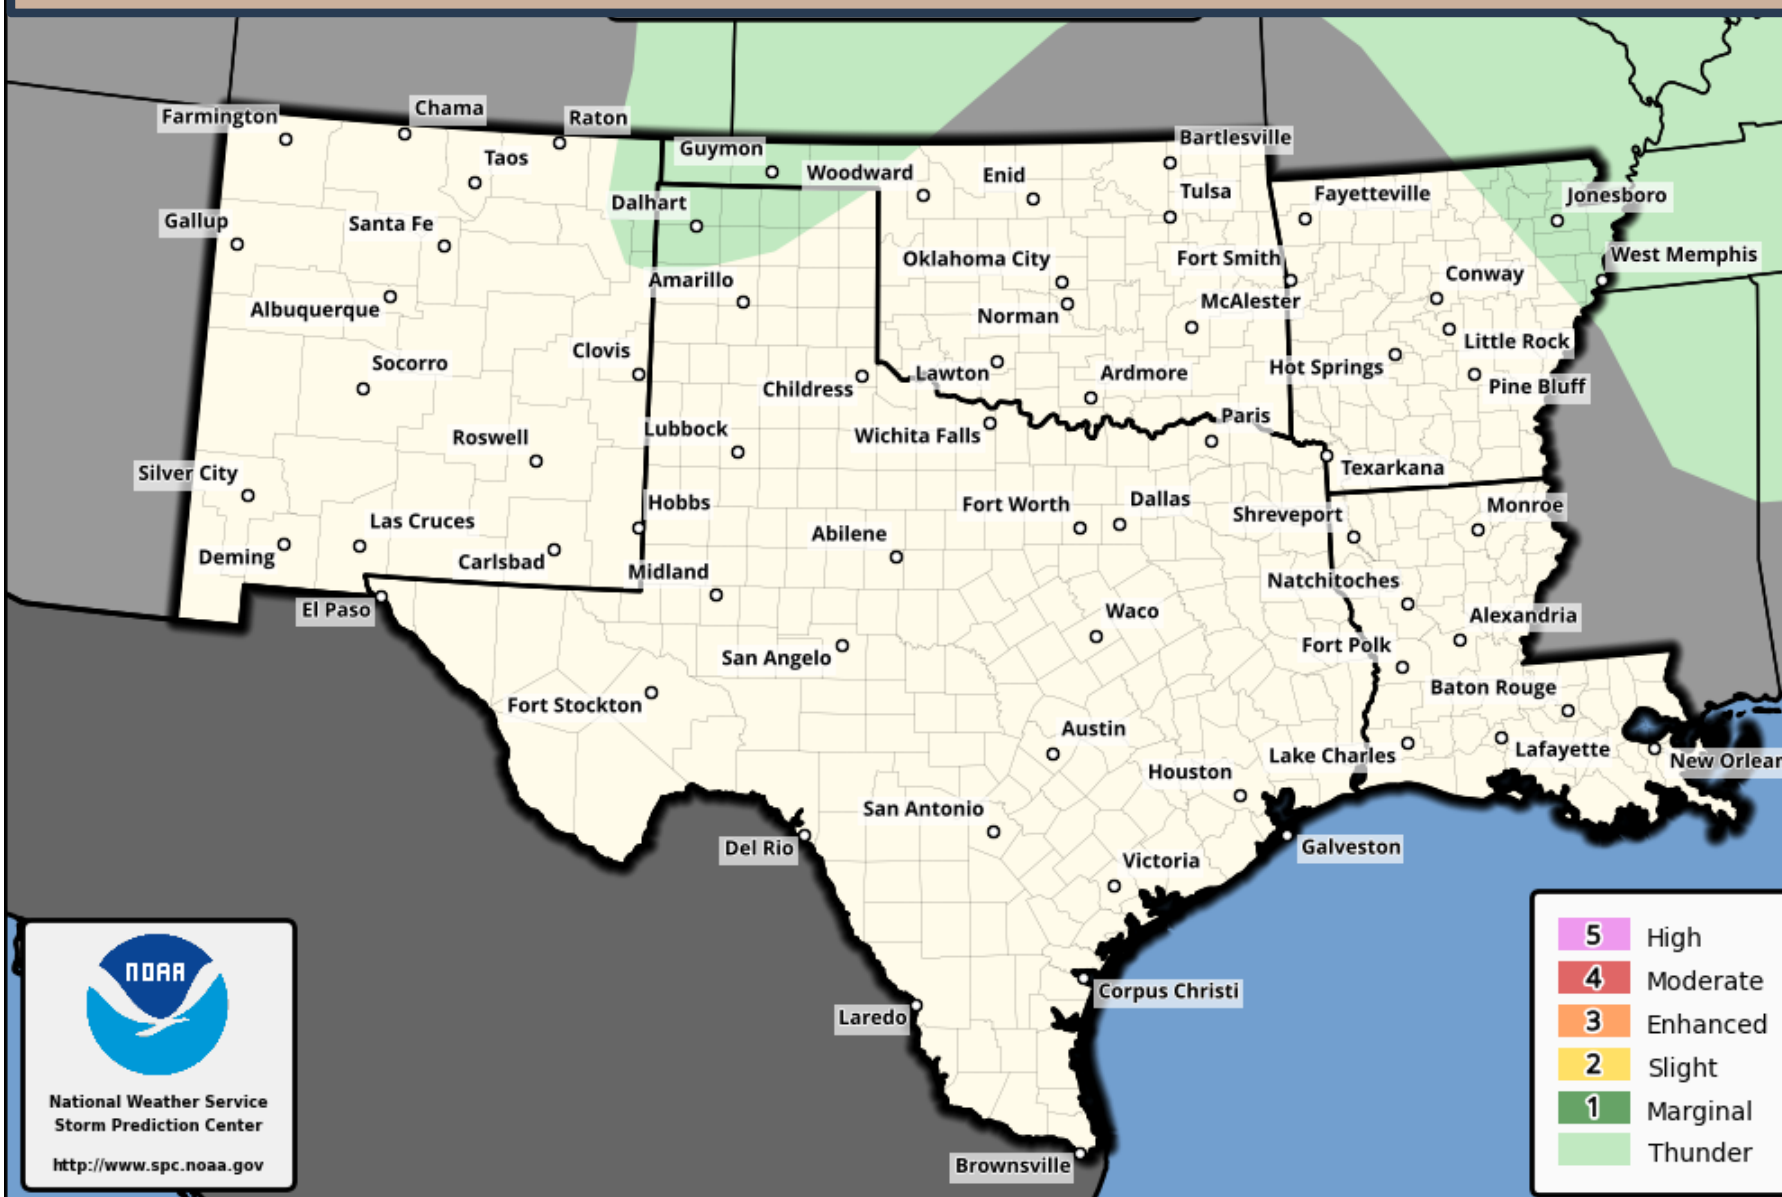 Farmington
Chama
Raton
Taos
Guymon
Woodward
Enid
Bartlesville
Tulsa
Fayetteville
Jonesboro
Gallup
Santa Fe
Dalhart
Oklahoma City
Fort Smith
West Memphis
Albuquerque
Amarillo
Norman
McAlester
Conway
Little Rock
Socorro
Clovis
Childress
Lawton
Ardmore
Hot Springs
Pine Bluff
Roswell
Lubbock
Wichita Falls
Paris
Texarkana
Silver City
Hobbs
Fort Worth
Dallas
Shreveport
Monroe
Las Cruces
Deming
Carlsbad
Midland
Abilene
Natchitoches
El Paso
Waco
Alexandria
San Angelo
Fort Polk
Fort Stockton
Baton Rouge
Austin
Lake Charles
Lafayette
New Orlean
Houston
San Antonio
Del Rio
Galveston
Victoria
Corpus Christi
Laredo
Brownsville
NOAA
National Weather Service
Storm Prediction Center
http://www.spc.noaa.gov
5 High
4 Moderate
3 Enhanced
2 Slight
1 Marginal
Thunder